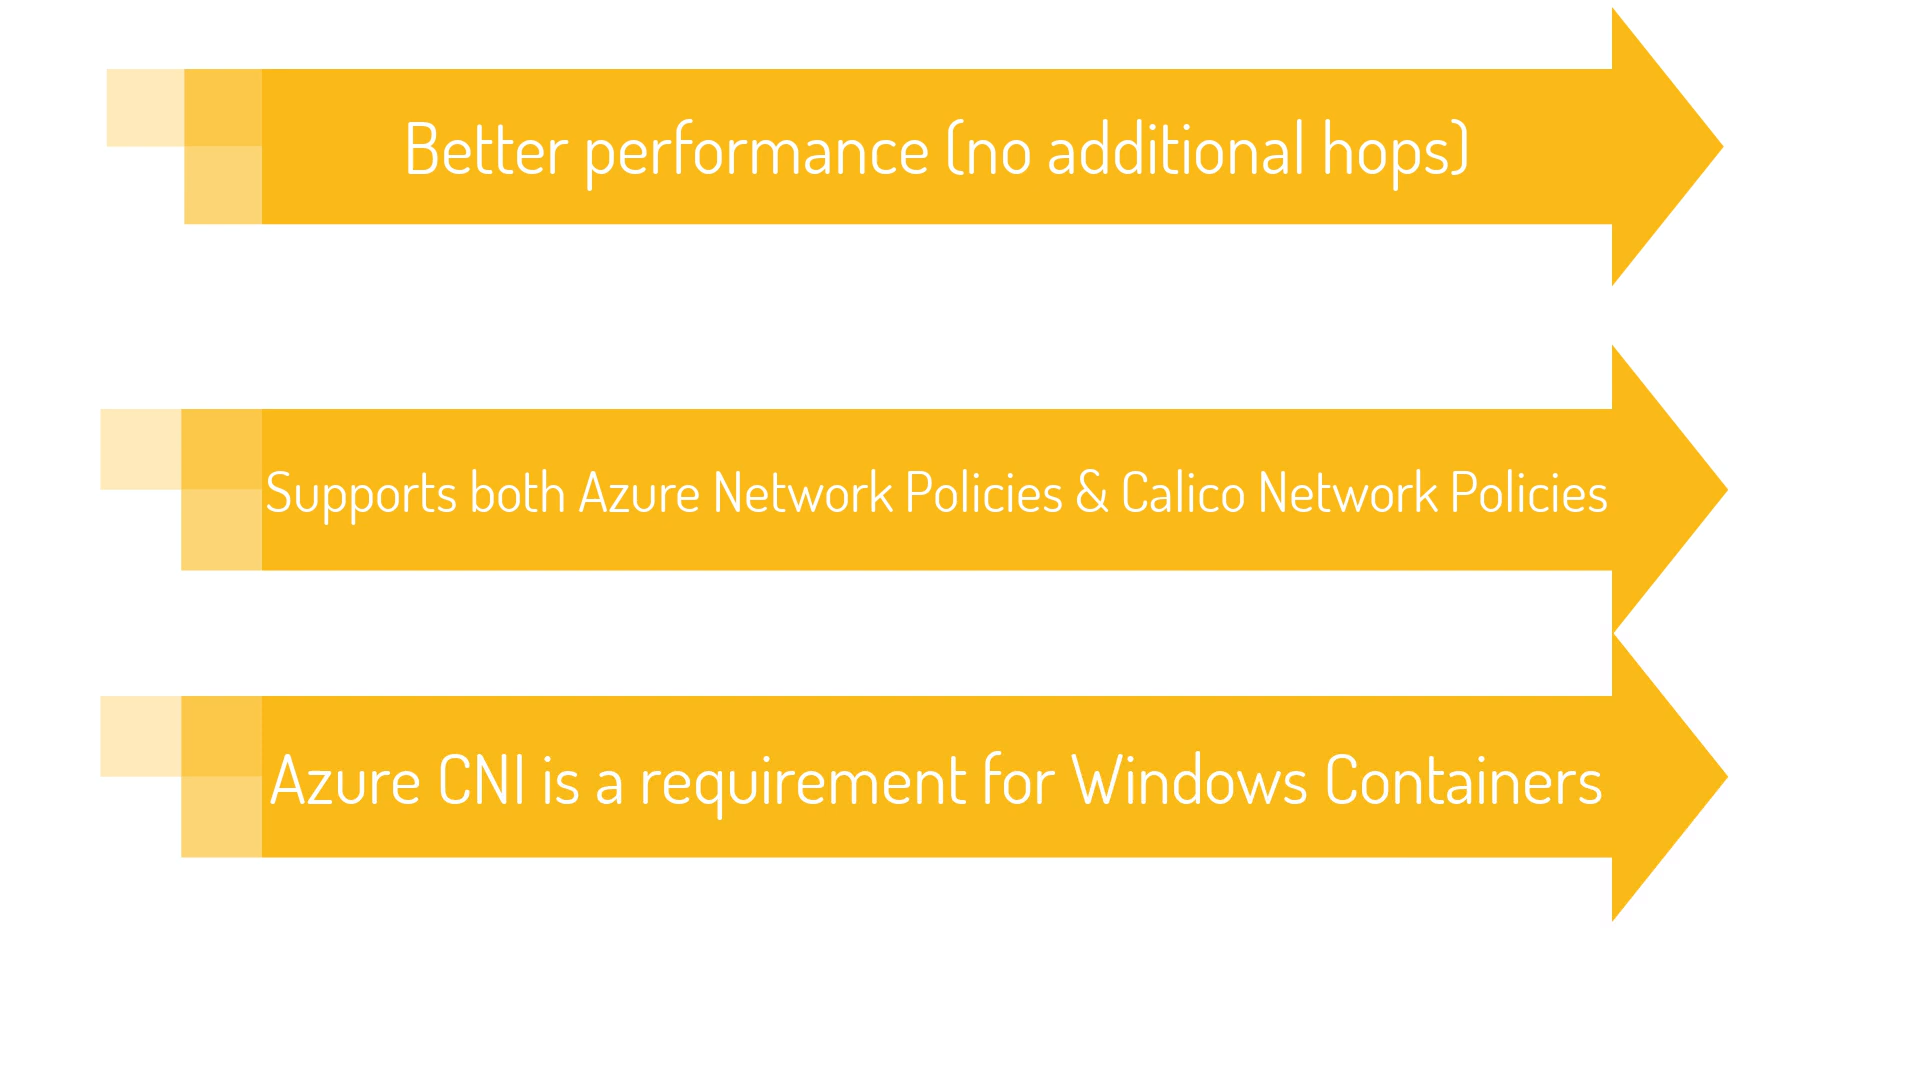 Better performance (no additional hops)
Supports both Azure Network Policies & Calico Network Policies
Azure CNI is a requirement for Windows Containers